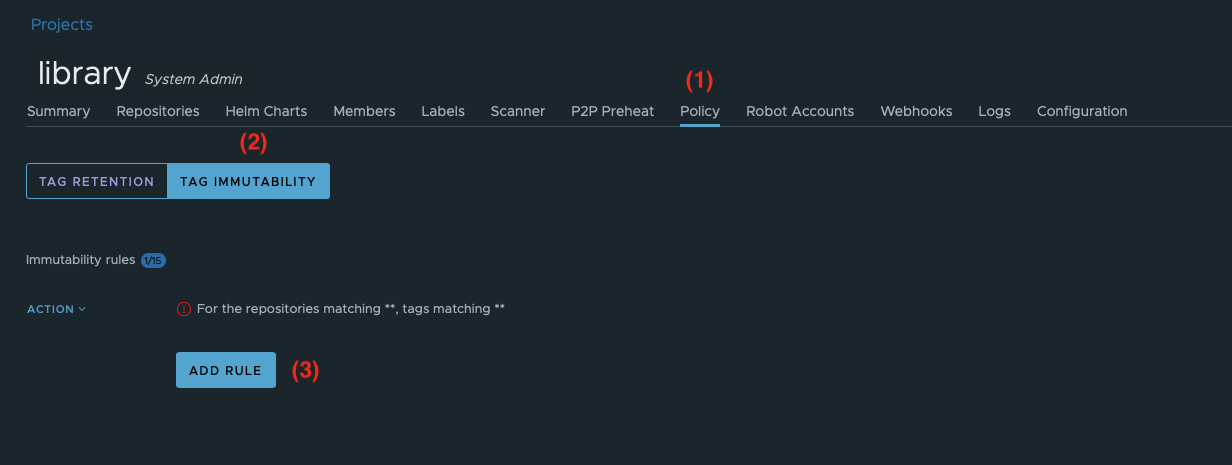 Projects
library System Admin
(1)
Summary Repositories Helm Charts Members Labels Scanner P2P Preheat Policy Robot Accounts Webhooks Logs Configuration
(2)
TAG RETENTION TAG IMMUTABILITY
Immutability rules 1/15
ACTION For the repositories matching **, tags matching **
ADD RULE (3)